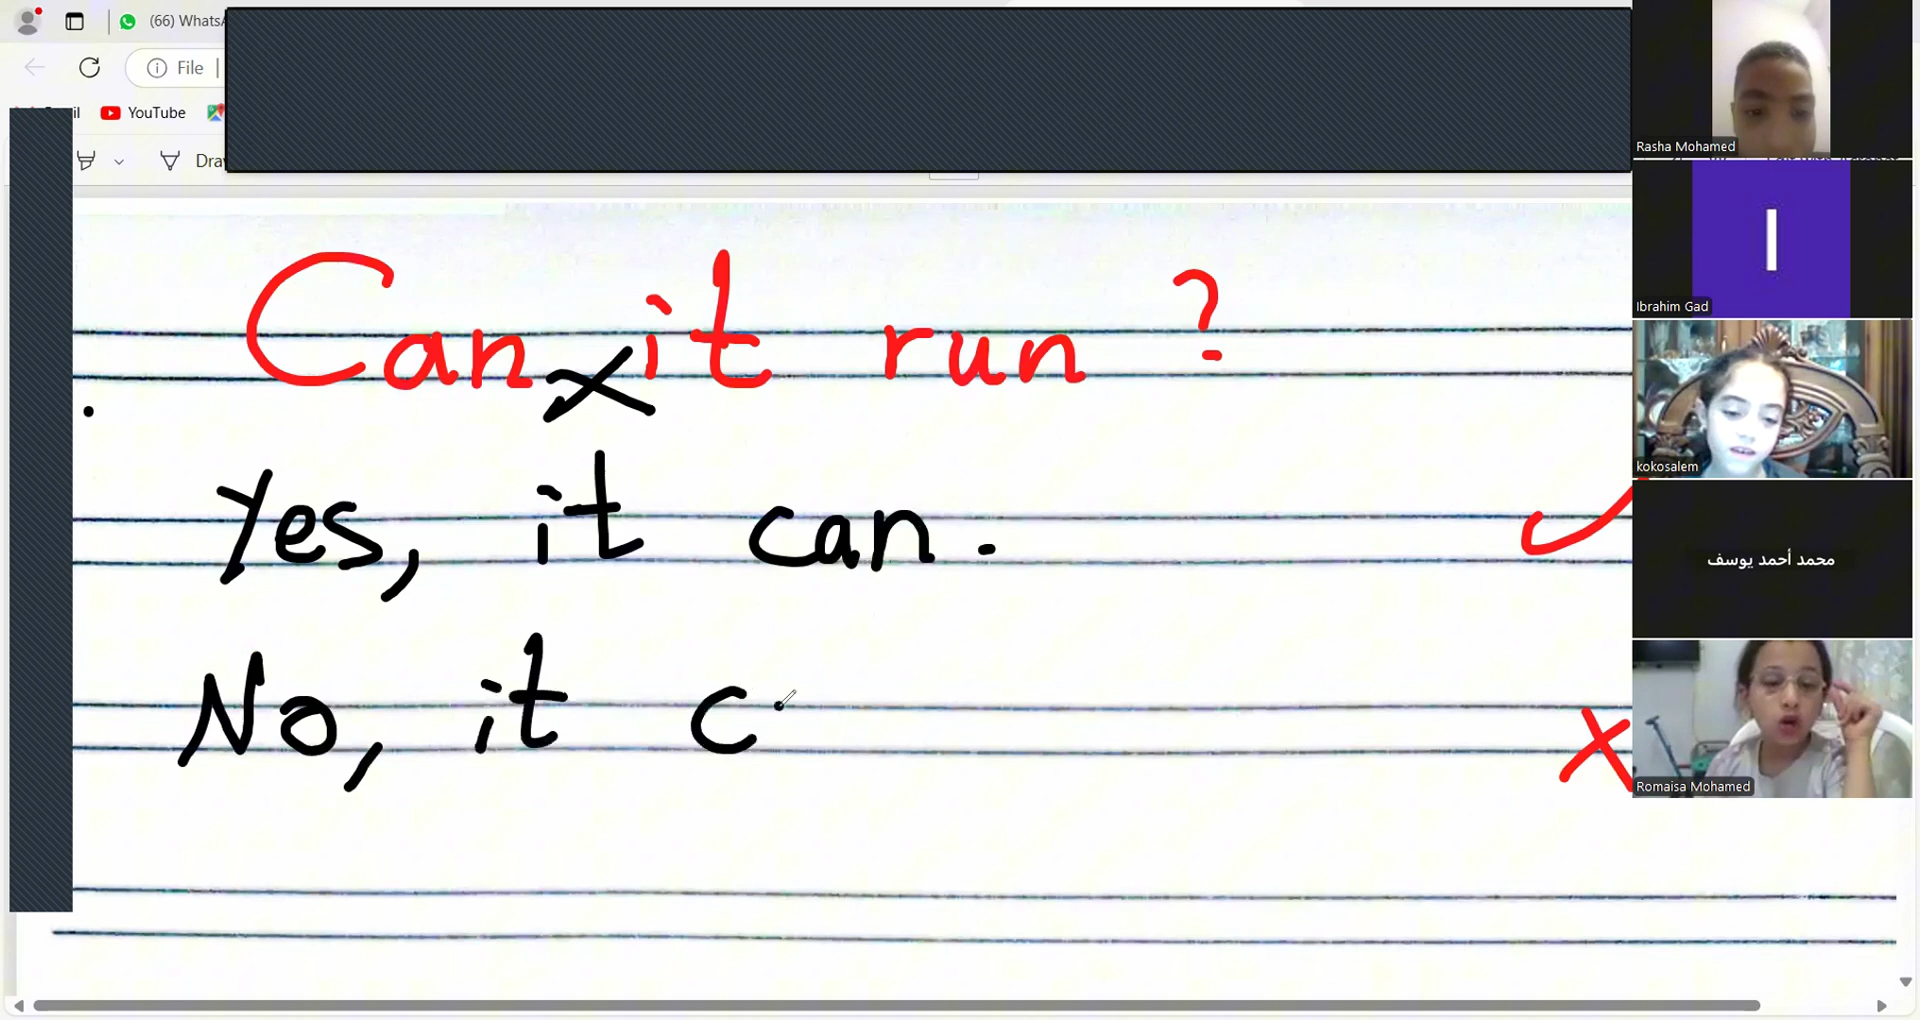 (66) Whats
File
YouTube
Can it run ?
Yes, it can.
No, it c
Rasha Mohamed
I
Ibrahim Gad
kokosalem
محمد أحمد يوسف
Romaisa Mohamed